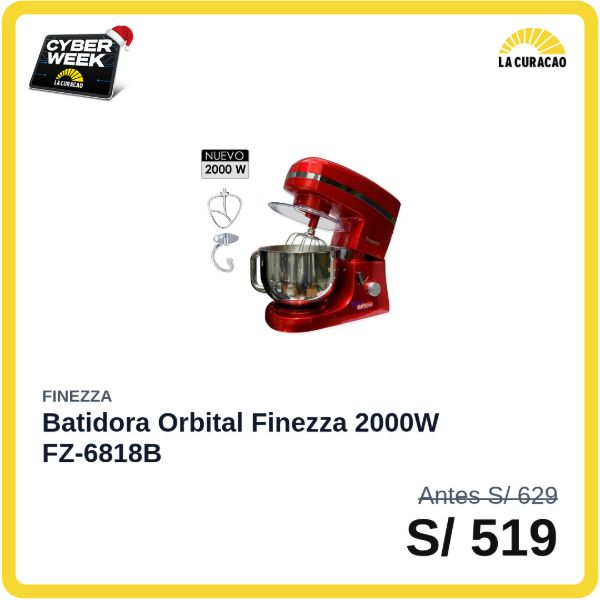 CYBER
WEEK
LA CURACAO
LA CURACAO
NUEVO
2000 W
FINEZZA
Batidora Orbital Finezza 2000W
FZ-6818B
Antes S/ 629
S/ 519